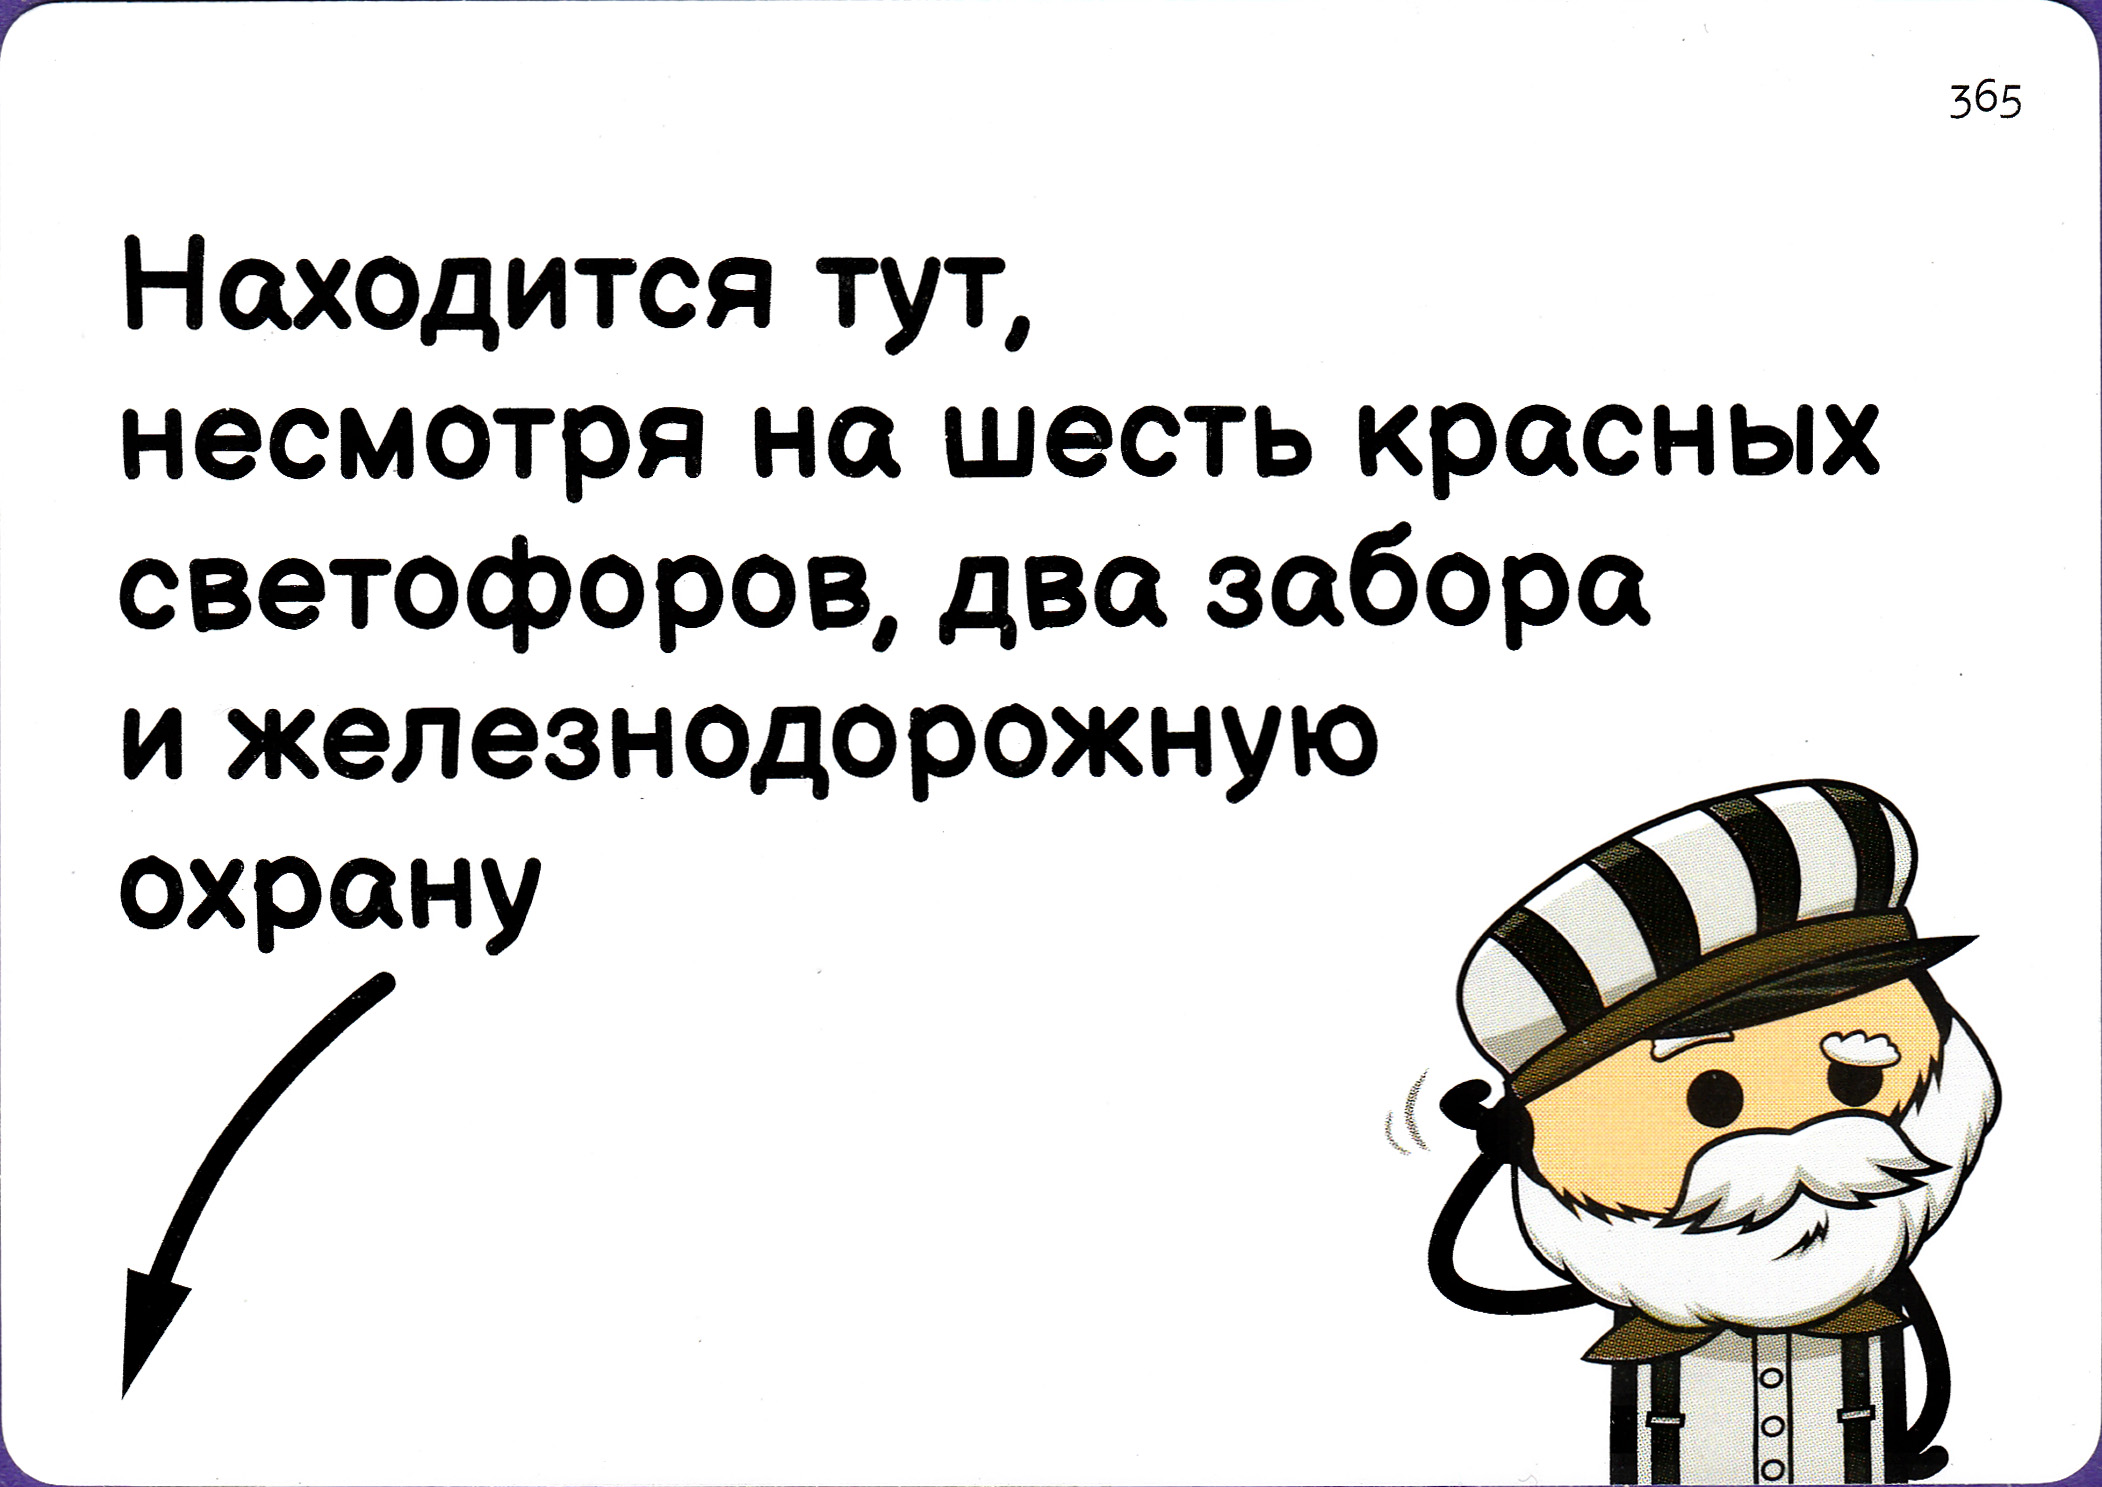 365
Находится тут,
несмотря на шесть красных
светофоров, два забора
и железнодорожную
охрану